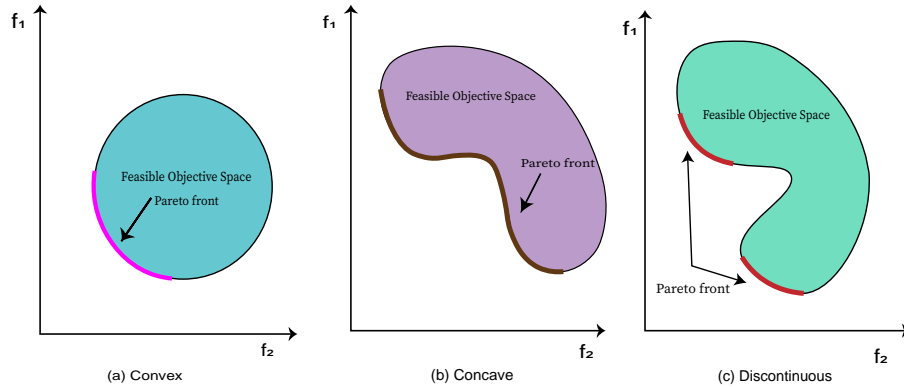 f₁
Feasible Objective Space
Pareto front
f₂
(a) Convex
f₁
Feasible Objective Space
Pareto front
f₂
(b) Concave
f₁
Feasible Objective Space
Pareto front
f₂
(c) Discontinuous